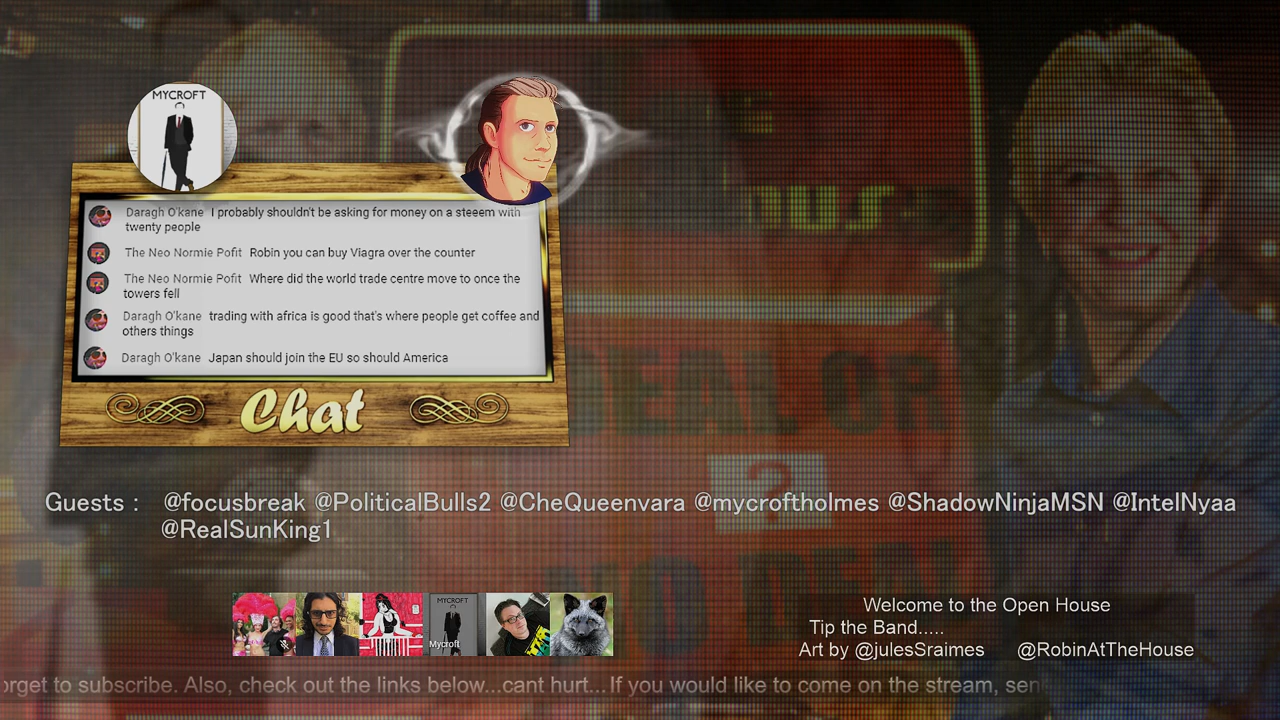 MYCROFT
Daragh O'kane I probably shouldn't be asking for money on a steeem with
twenty people
The Neo Normie Pofit Robin you can buy Viagra over the counter
The Neo Normie Pofit Where did the world trade centre move to once the
towers fell
Daragh O'kane trading with africa is good that's where people get coffee and
others things
Daragh O'kane Japan should join the EU so should America
Chat
DEAL OR
?
NO DEAL
Guests : @focusbreak @PoliticalBulls2 @CheQueenvara @mycroftholmes @ShadowNinjaMSN @IntelNyaa
@RealSunKing1
MYCROFT
Mycroft
Welcome to the Open House
Tip the Band.....
Art by @julesSraimes @RobinAtTheHouse
orget to subscribe. Also, check out the links below...cant hurt... If you would like to come on the stream, sen